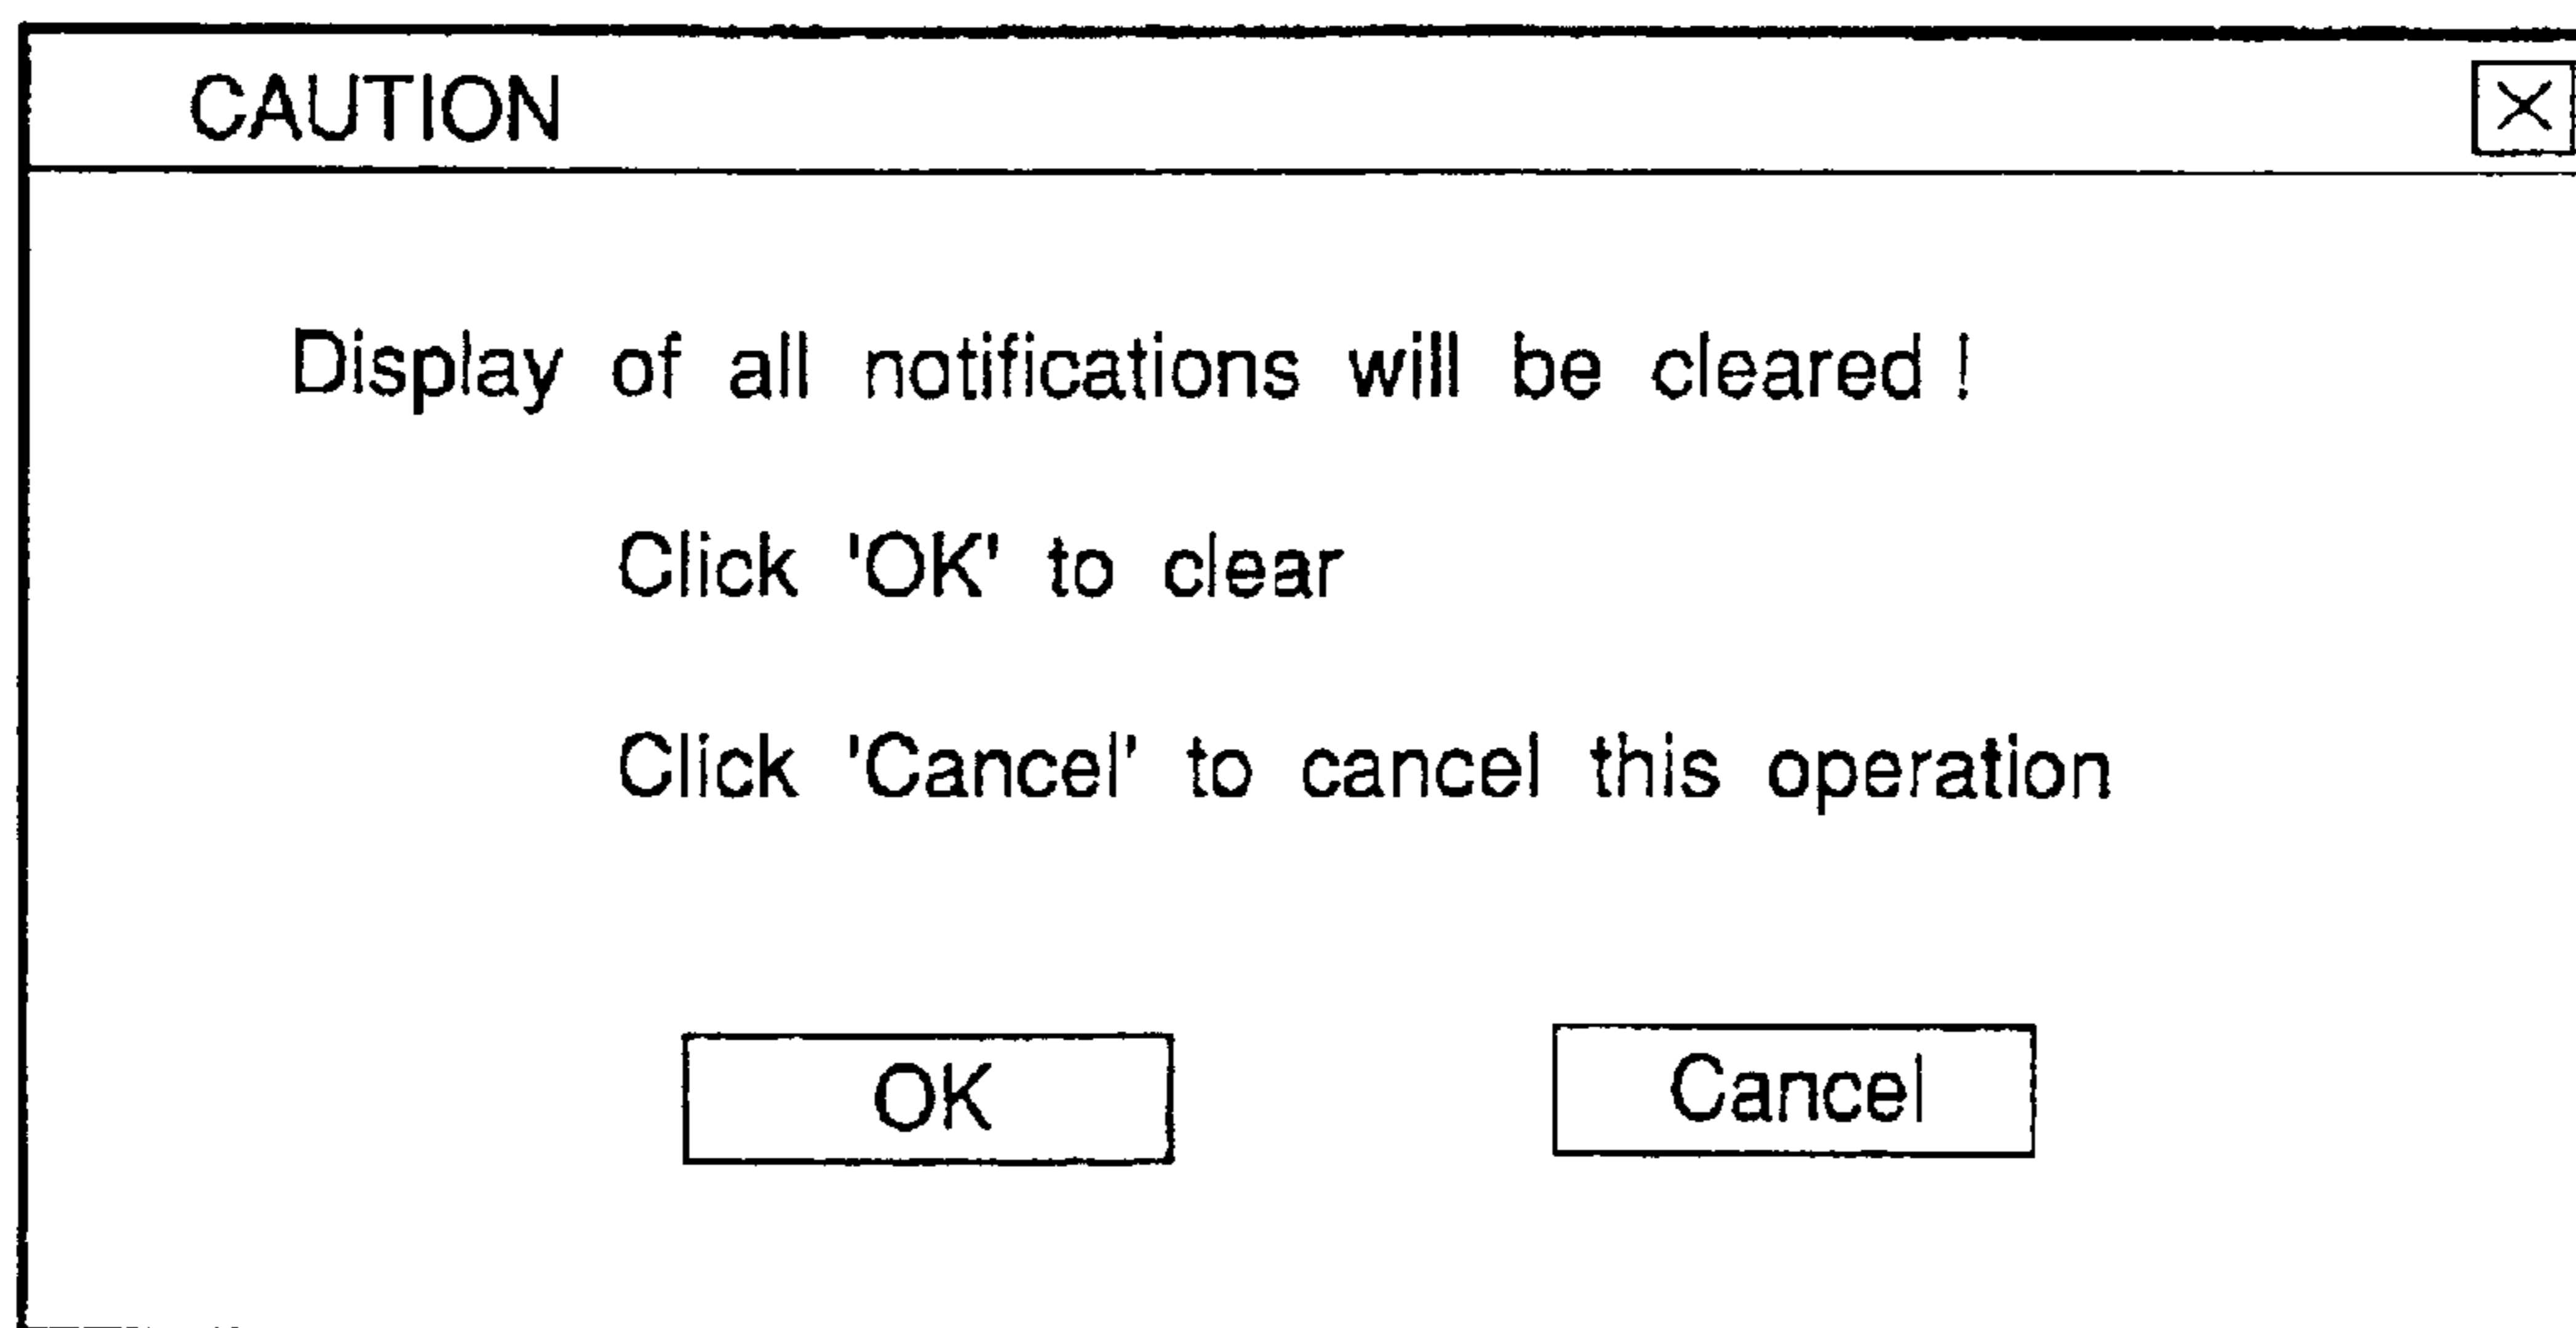 CAUTION
Display of all notifications will be cleared !
Click 'OK' to clear
Click 'Cancel' to cancel this operation
OK Cancel